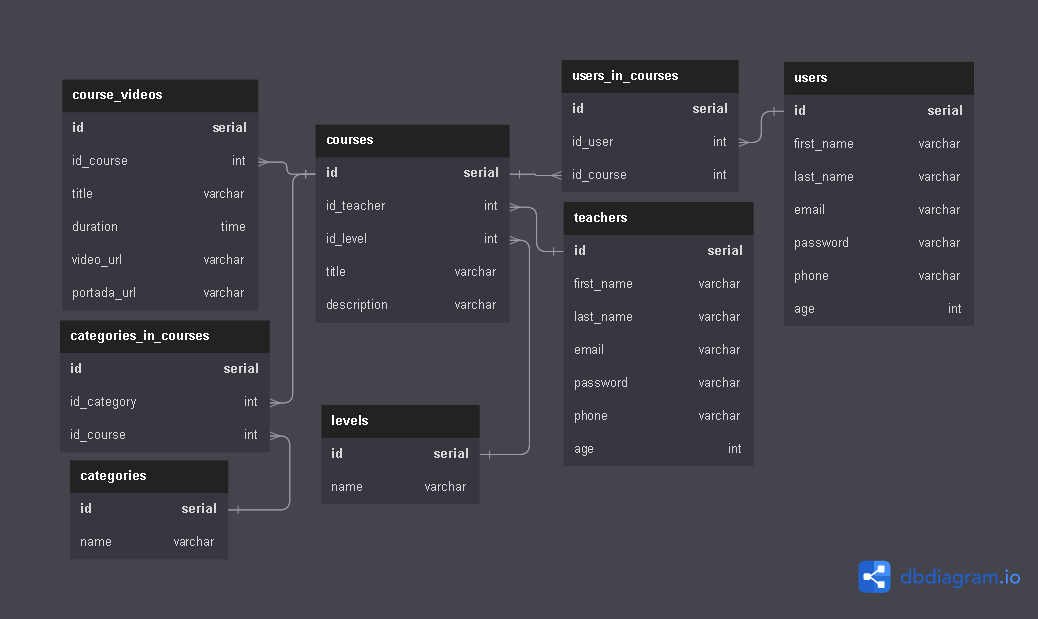 course_videos
id serial
id_course int
title varchar
duration time
video_url varchar
portada_url varchar
categories_in_courses
id serial
id_category int
id_course int
categories
id serial
name varchar
courses
id serial
id_teacher int
id_level int
title varchar
description varchar
levels
id serial
name varchar
users_in_courses
id serial
id_user int
id_course int
teachers
id serial
first_name varchar
last_name varchar
email varchar
password varchar
phone varchar
age int
users
id serial
first_name varchar
last_name varchar
email varchar
password varchar
phone varchar
age int
dbdiagram.io